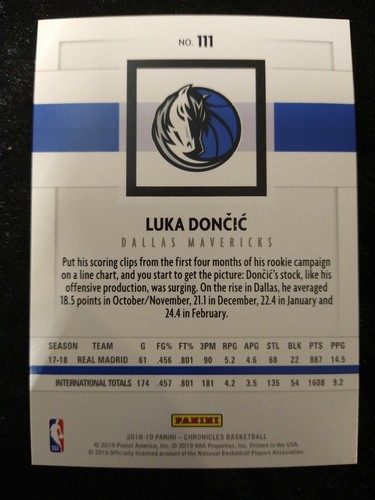 NO. 111
LUKA DONČIĆ
DALLAS MAVERICKS
Put his scoring clips from the first four months of his rookie campaign
on a line chart, and you start to get the picture: Dončić's stock, like his
offensive production, was surging. On the rise in Dallas, he averaged
18.5 points in October/November, 21.1 in December, 22.4 in January and
24.4 in February.
SEASON TEAM G FG% FT% 3PM RPG APG STL BLK PTS PPG
17-18 REAL MADRID 61 .456 .801 90 5.2 4.6 68 22 887 14.5
INTERNATIONAL TOTALS 174 .457 .801 181 4.2 3.5 135 54 1608 9.2
PANINI
2018-19 PANINI – CHRONICLES BASKETBALL
© 2019 Panini America, Inc. © 2019 NBA Properties, Inc. Printed in the USA.
© 2019 Officially licensed product of the National Basketball Players Association.